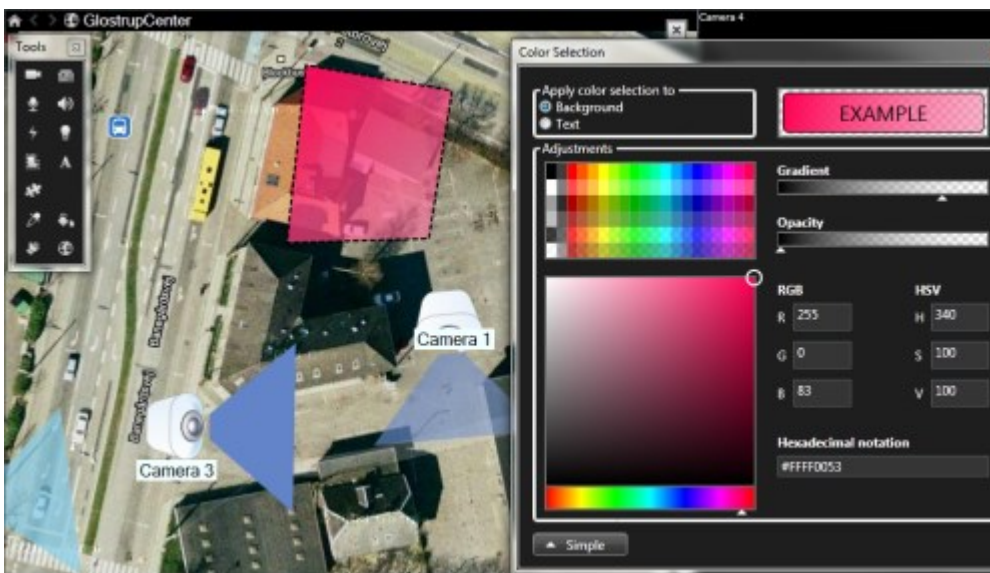 GlostrupCenter
Camera 4
Tools
A
Camera 1
Camera 3
Color Selection
Apply color selection to
Background
Text
EXAMPLE
Adjustments
Gradient
Opacity
RGB
HSV
R 255
H 340
G 0
S 100
B 83
V 100
Hexadecimal notation
#FFFF0053
Simple